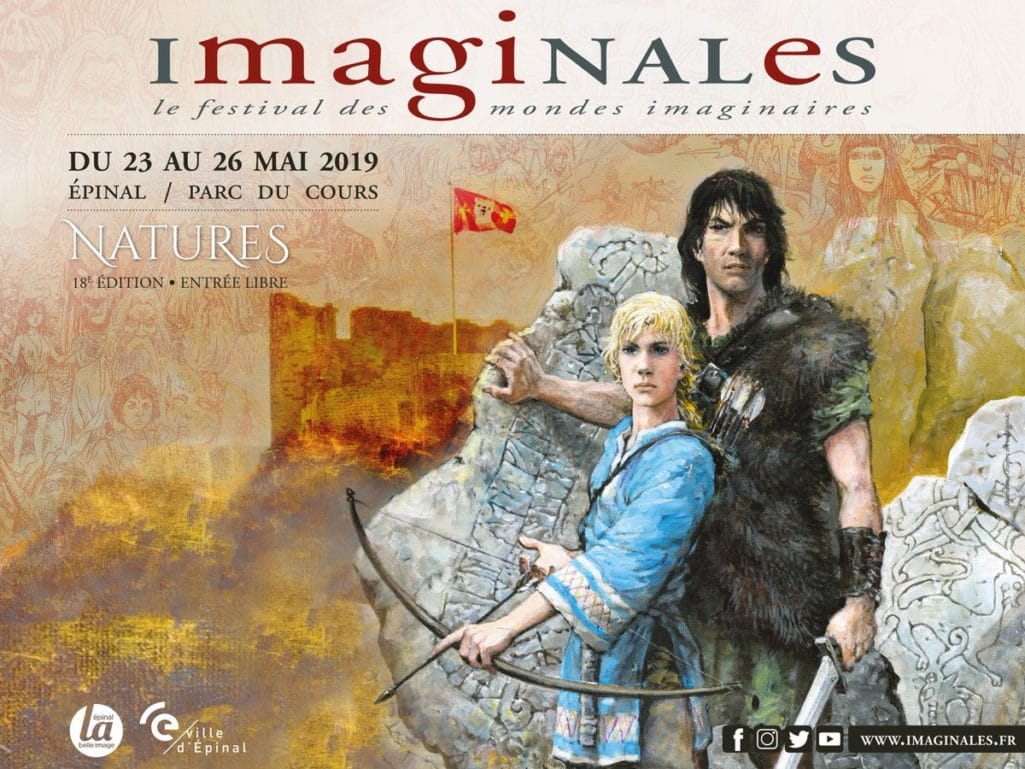 ImagINALes
le festival des mondes imaginaires
DU 23 AU 26 MAI 2019
ÉPINAL / PARC DU COURS
NATURES
18E ÉDITION • ENTRÉE LIBRE
épinal
la
belle image
ville
d'Épinal
WWW.IMAGINALES.FR